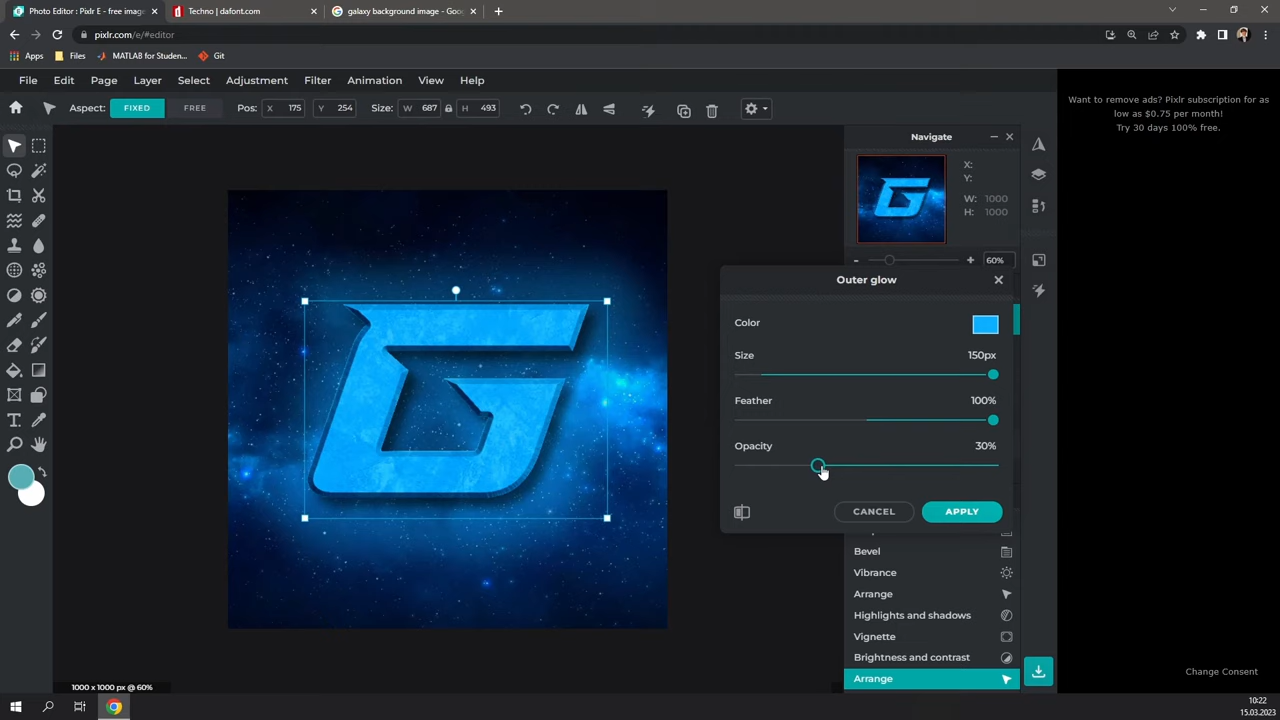 Photo Editor : Pixlr E - free image
Techno | dafont.com
galaxy background image - Goog
pixlr.com/e/#editor
Apps
Files
MATLAB for Studen...
Git
File
Edit
Page
Layer
Select
Adjustment
Filter
Animation
View
Help
Aspect:
FIXED
FREE
Pos:
X
175
Y
254
Size:
W
687
H
493
Want to remove ads? Pixlr subscription for as
low as $0.75 per month!
Try 30 days 100% free.
Navigate
X:
Y:
W: 1000
H: 1000
60%
G
Outer glow
Color
Size
150px
Feather
100%
Opacity
30%
CANCEL
APPLY
Bevel
Vibrance
Arrange
Highlights and shadows
Vignette
Brightness and contrast
Arrange
Change Consent
1000 x 1000 px @ 60%
10:22
15.03.2023